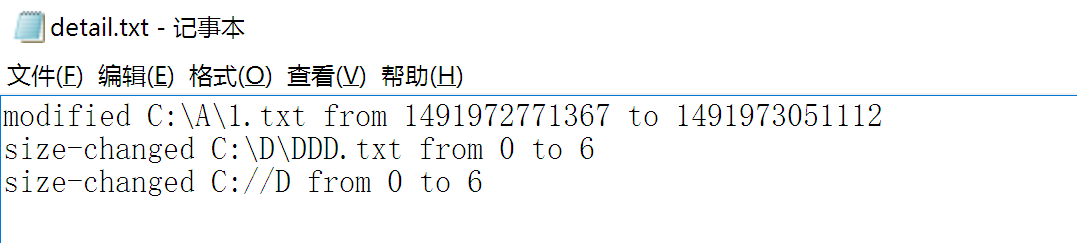 detail.txt - 记事本
文件(F) 编辑(E) 格式(O) 查看(V) 帮助(H)
modified C:\A\1.txt from 1491972771367 to 1491973051112
size-changed C:\D\DDD.txt from 0 to 6
size-changed C://D from 0 to 6